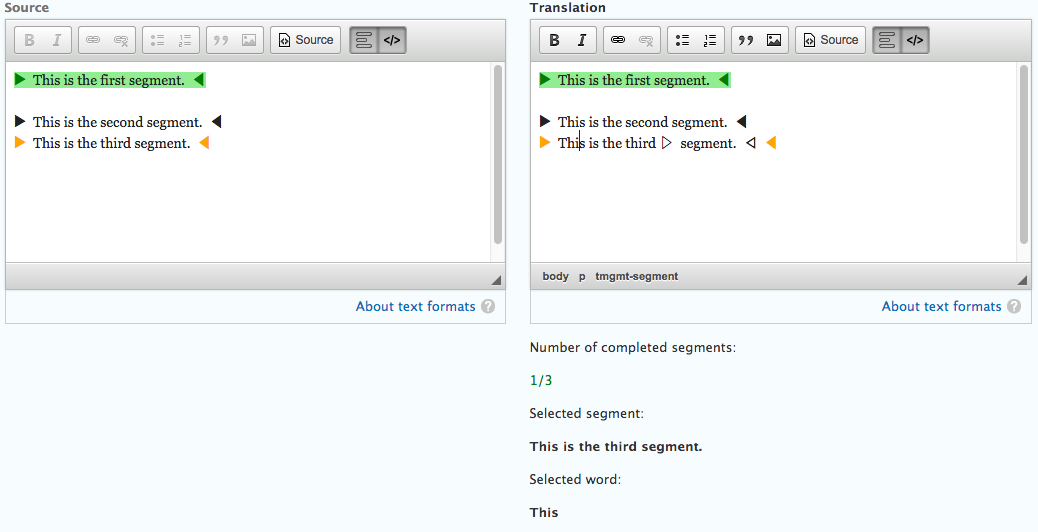 Source
B I Source
This is the first segment.
This is the second segment.
This is the third segment.
About text formats ?
Translation
B I Source
This is the first segment.
This is the second segment.
This is the third segment.
body p tmgmt-segment
About text formats ?
Number of completed segments:
1/3
Selected segment:
This is the third segment.
Selected word:
This